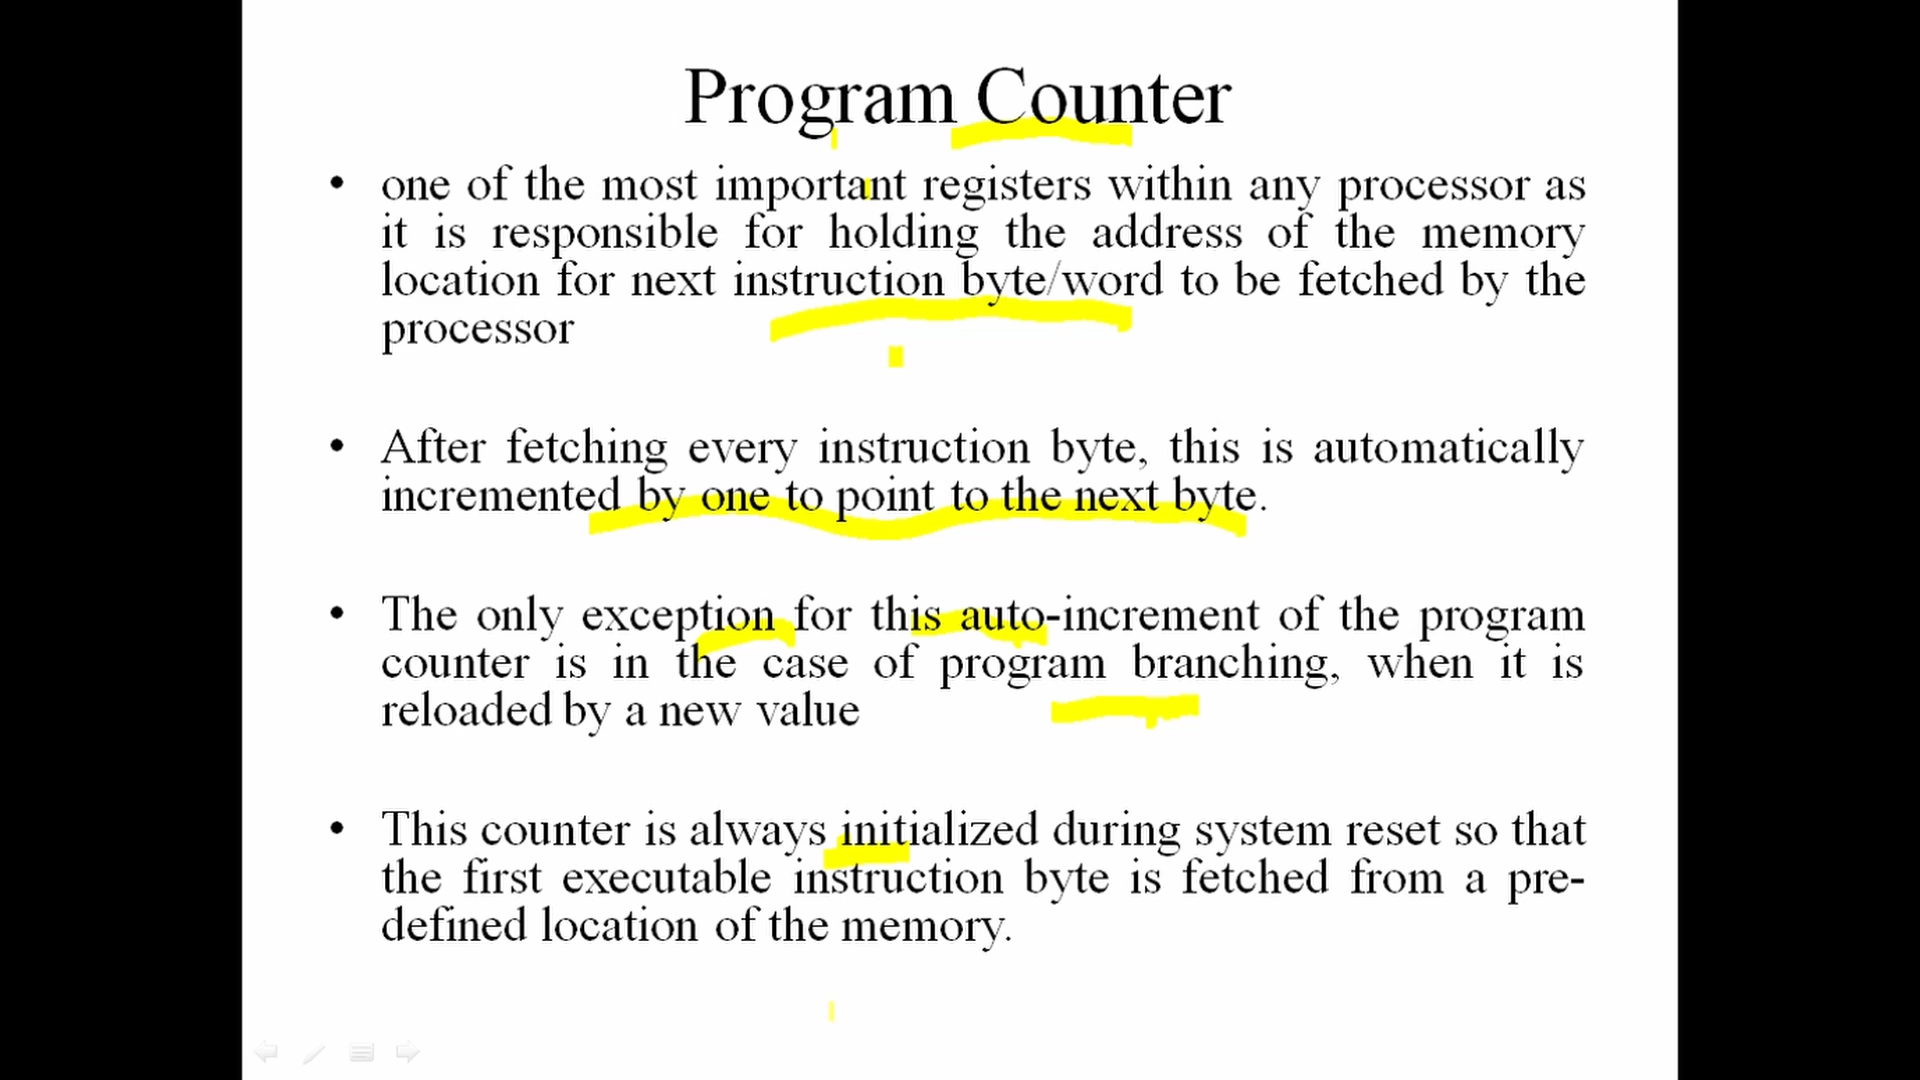 Program Counter
• one of the most important registers within any processor as
it is responsible for holding the address of the memory
location for next instruction byte/word to be fetched by the
processor
• After fetching every instruction byte, this is automatically
incremented by one to point to the next byte.
• The only exception for this auto-increment of the program
counter is in the case of program branching, when it is
reloaded by a new value
• This counter is always initialized during system reset so that
the first executable instruction byte is fetched from a pre-
defined location of the memory.